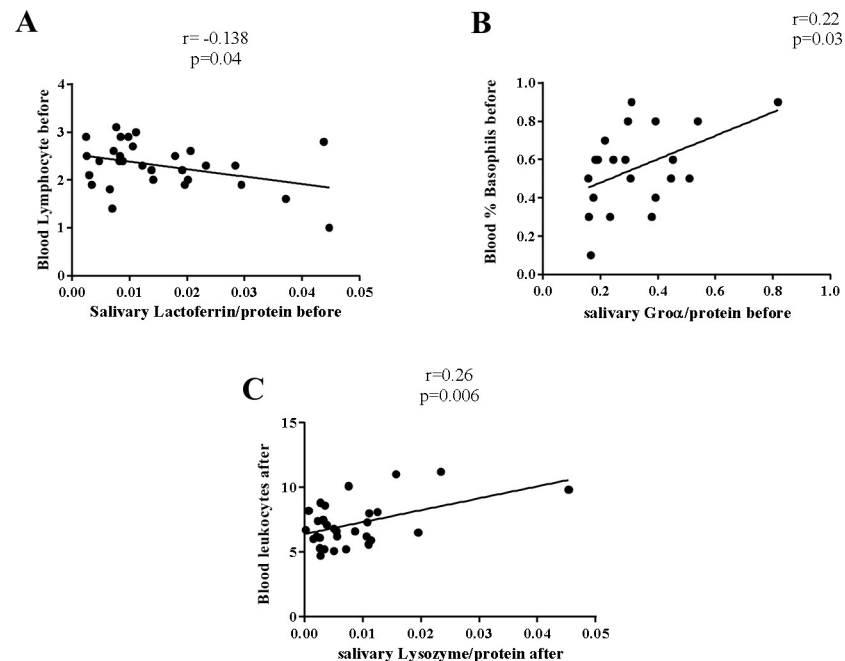 A
r= -0.138
p=0.04
Blood Lymphocyte before
4
3
2
1
0
0.00 0.01 0.02 0.03 0.04 0.05
Salivary Lactoferrin/protein before
B
r=0.22
p=0.03
Blood % Basophils before
1.0
0.8
0.6
0.4
0.2
0.0
0.0 0.2 0.4 0.6 0.8 1.0
salivary Groα/protein before
C
r=0.26
p=0.006
Blood leukocytes after
15
10
5
0
0.00 0.01 0.02 0.03 0.04 0.05
salivary Lysozyme/protein after